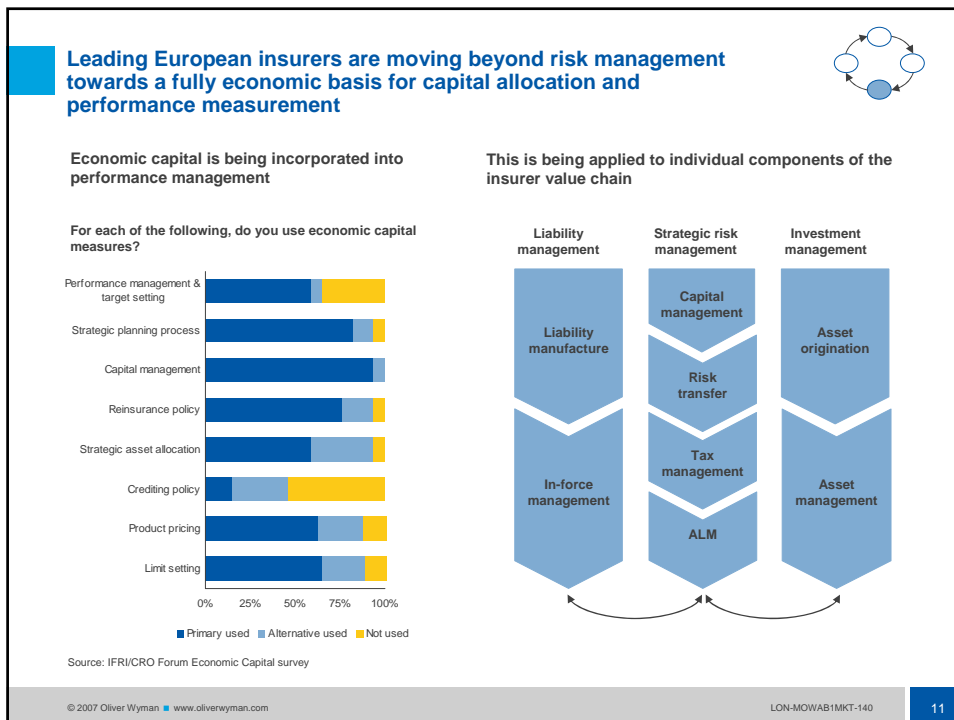 Leading European insurers are moving beyond risk management
towards a fully economic basis for capital allocation and
performance measurement
Economic capital is being incorporated into
performance management
For each of the following, do you use economic capital
measures?
Performance management &
target setting
Strategic planning process
Capital management
Reinsurance policy
Strategic asset allocation
Crediting policy
Product pricing
Limit setting
0% 25% 50% 75% 100%
Primary used Alternative used Not used
Source: IFRI/CRO Forum Economic Capital survey
This is being applied to individual components of the
insurer value chain
Liability
management
Strategic risk
management
Investment
management
Liability
manufacture
In-force
management
Capital
management
Risk
transfer
Tax
management
ALM
Asset
origination
Asset
management
© 2007 Oliver Wyman ■ www.oliverwyman.com
LON-MOWAB1MKT-140
11